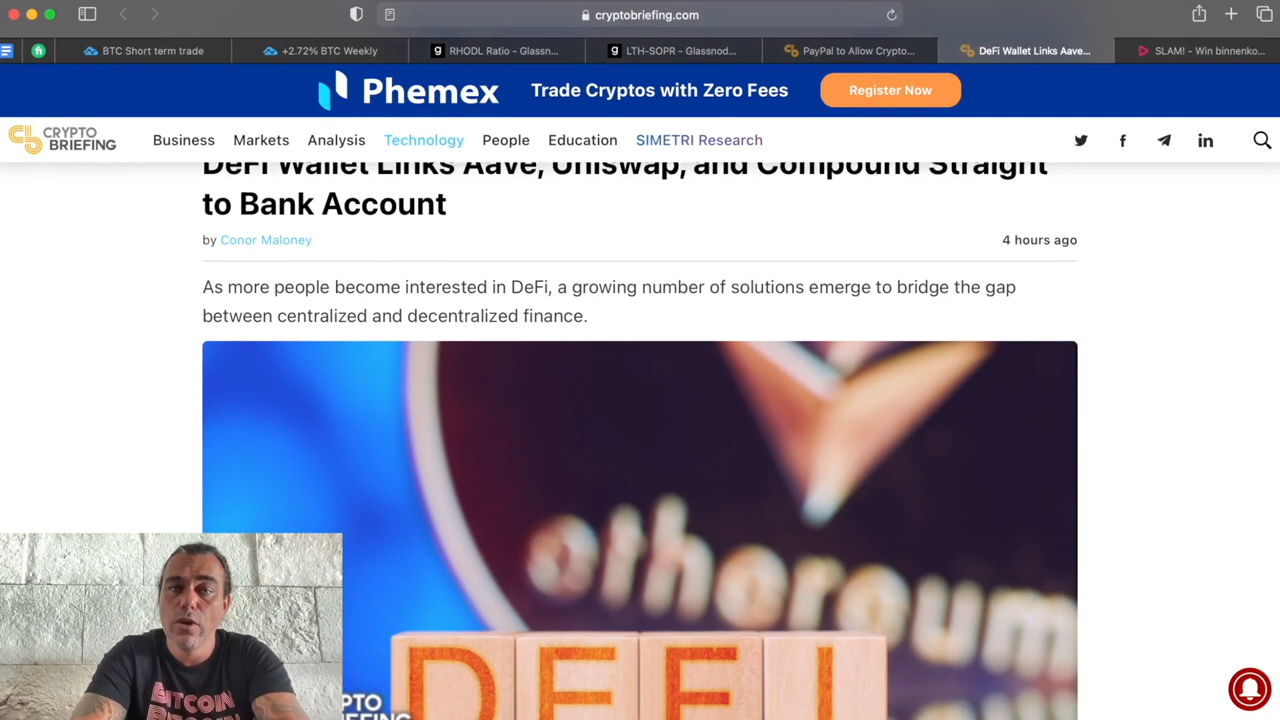 cryptobriefing.com
BTC Short term trade
+2.72% BTC Weekly
RHODL Ratio - Glassn...
LTH-SOPR - Glassnod...
PayPal to Allow Crypto...
DeFi Wallet Links Aave...
SLAM! - Win binnenko...
Phemex
Trade Cryptos with Zero Fees
Register Now
CRYPTO
BRIEFING
Business
Markets
Analysis
Technology
People
Education
SIMETRI Research
DeFi Wallet Links Aave, Uniswap, and Compound Straight
to Bank Account
by Conor Maloney
4 hours ago
As more people become interested in DeFi, a growing number of solutions emerge to bridge the gap
between centralized and decentralized finance.
ethereum
DEFI
BITCOIN